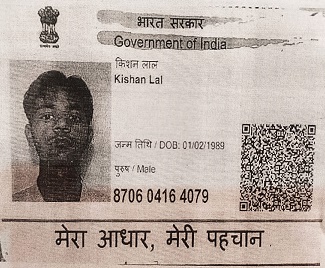 भारत सरकार
Government of India
किशन लाल
Kishan Lal
जन्म तिथि / DOB: 01/02/1989
पुरुष / Male
8706 0416 4079
मेरा आधार, मेरी पहचान